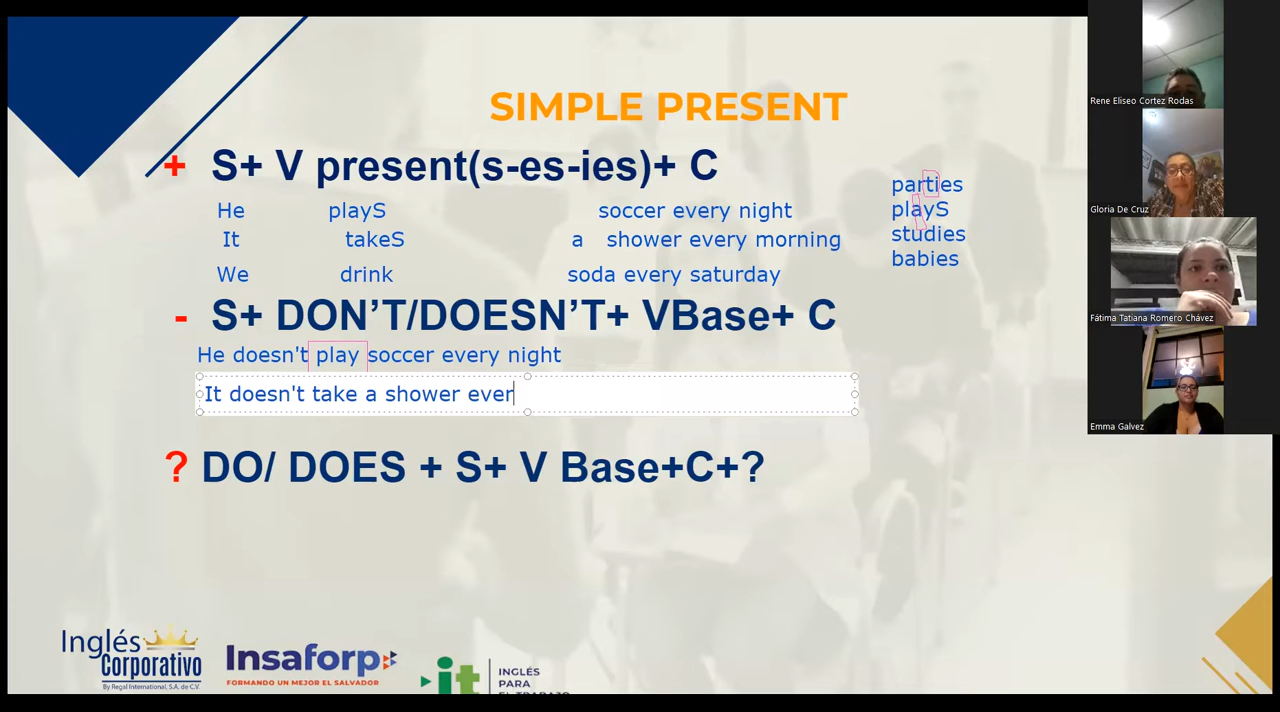 SIMPLE PRESENT
+ S+ V present(s-es-ies)+ C
He playS soccer every night
It takeS a shower every morning
We drink soda every saturday
parties
playS
studies
babies
- S+ DON'T/DOESN'T+ VBase+ C
He doesn't play soccer every night
It doesn't take a shower ever
? DO/ DOES + S+ V Base+C+?
Inglés
Corporativo
By Regal International, S.A. de C.V.
Insaforp
FORMANDO UN MEJOR EL SALVADOR
it
INGLÉS
PARA
EL TRABAJO
Rene Eliseo Cortez Rodas
Gloria De Cruz
Fátima Tatiana Romero Chávez
Emma Galvez